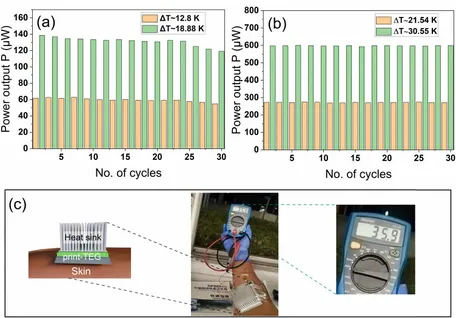 (a)
ΔT~12.8 K
ΔT~18.88 K
Power output P (μW)
160
140
120
100
80
60
40
20
0
5 10 15 20 25 30
No. of cycles
(b)
ΔT~21.54 K
ΔT~30.55 K
Power output P (μW)
800
700
600
500
400
300
200
100
0
5 10 15 20 25 30
No. of cycles
(c)
Heat sink
print-TEG
Skin
35.9